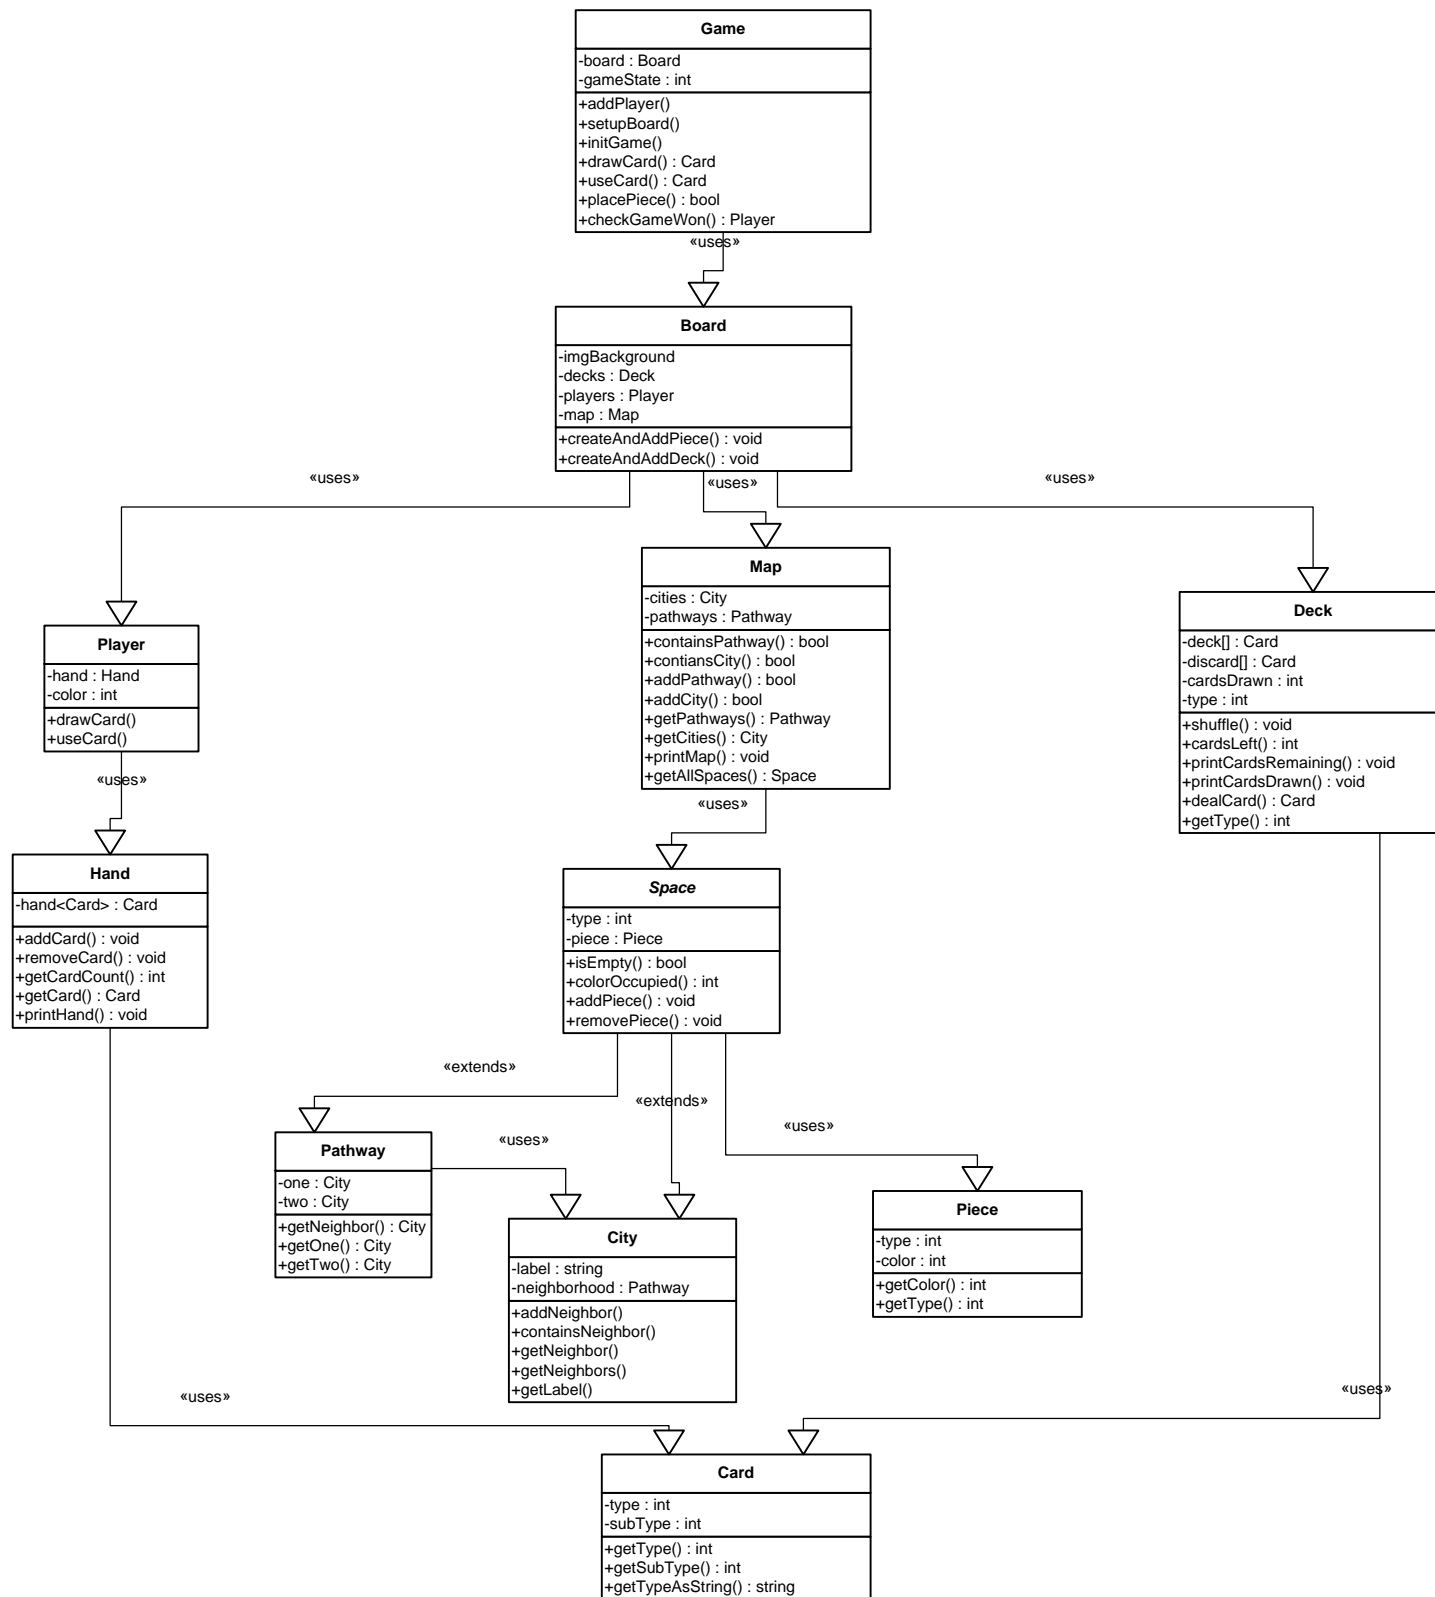 Game
-board : Board
-gameState : int
+addPlayer()
+setupBoard()
+initGame()
+drawCard() : Card
+useCard() : Card
+placePiece() : bool
+checkGameWon() : Player
«uses»
Board
-imgBackground
-decks : Deck
-players : Player
-map : Map
+createAndAddPiece() : void
+createAndAddDeck() : void
«uses»
«uses»
«uses»
Player
-hand : Hand
-color : int
+drawCard()
+useCard()
«uses»
Map
-cities : City
-pathways : Pathway
+containsPathway() : bool
+contiansCity() : bool
+addPathway() : bool
+addCity() : bool
+getPathways() : Pathway
+getCities() : City
+printMap() : void
+getAllSpaces() : Space
«uses»
Deck
-deck[] : Card
-discard[] : Card
-cardsDrawn : int
-type : int
+shuffle() : void
+cardsLeft() : int
+printCardsRemaining() : void
+printCardsDrawn() : void
+dealCard() : Card
+getType() : int
Hand
-hand<Card> : Card
+addCard() : void
+removeCard() : void
+getCardCount() : int
+getCard() : Card
+printHand() : void
Space
-type : int
-piece : Piece
+isEmpty() : bool
+colorOccupied() : int
+addPiece() : void
+removePiece() : void
«extends»
«extends»
«uses»
Pathway
-one : City
-two : City
+getNeighbor() : City
+getOne() : City
+getTwo() : City
«uses»
City
-label : string
-neighborhood : Pathway
+addNeighbor()
+containsNeighbor()
+getNeighbor()
+getNeighbors()
+getLabel()
Piece
-type : int
-color : int
+getColor() : int
+getType() : int
«uses»
«uses»
Card
-type : int
-subType : int
+getType() : int
+getSubType() : int
+getTypeAsString() : string